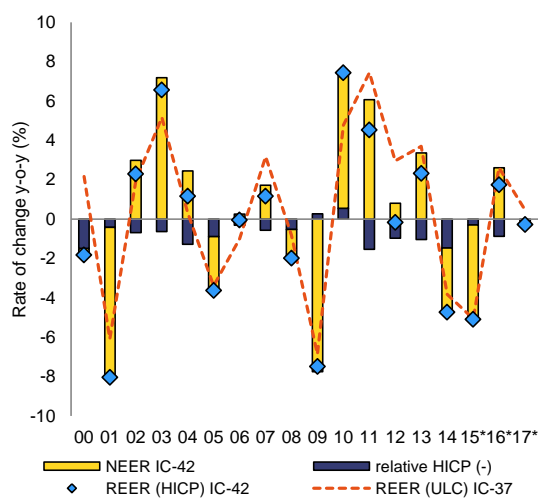 10
8
6
4
2
0
-2
-4
-6
-8
-10
Rate of change y-o-y (%)
00 01 02 03 04 05 06 07 08 09 10 11 12 13 14 15* 16* 17*
NEER IC-42 relative HICP (-)
REER (HICP) IC-42 REER (ULC) IC-37